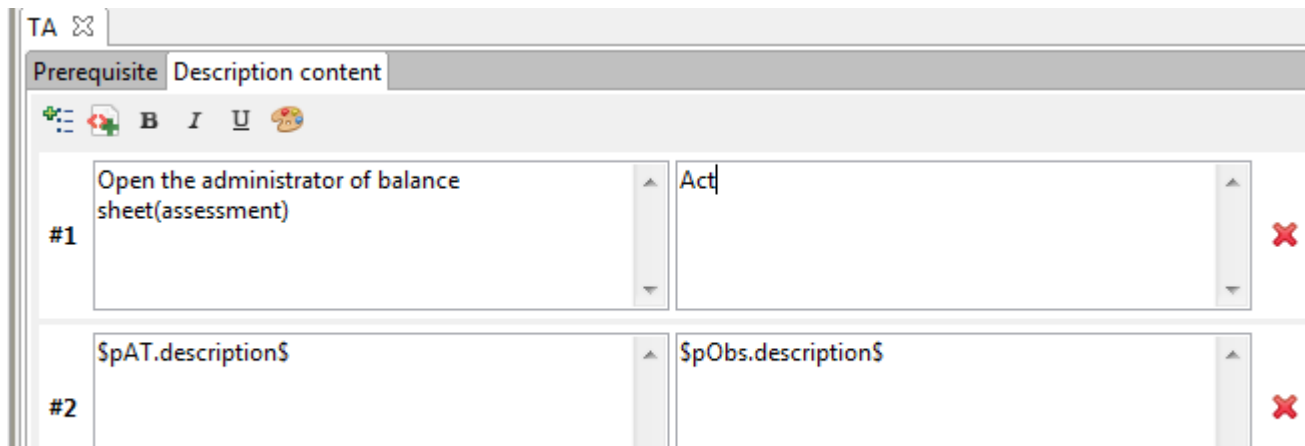 TA
Prerequisite Description content
B I U
Open the administrator of balance
sheet(assessment)
Act
#1
$pAT.description$
$pObs.description$
#2